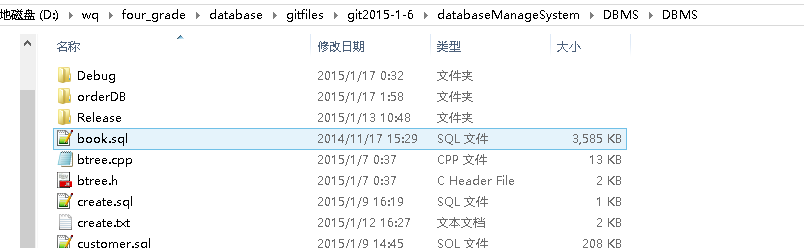 地磁盘 (D:) › wq › four_grade › database › gitfiles › git2015-1-6 › databaseManageSystem › DBMS › DBMS
名称 修改日期 类型 大小
Debug 2015/1/17 0:32 文件夹
orderDB 2015/1/17 1:58 文件夹
Release 2015/1/13 10:48 文件夹
book.sql 2014/11/17 15:29 SQL 文件 3,585 KB
btree.cpp 2015/1/7 0:37 CPP 文件 13 KB
btree.h 2015/1/7 0:37 C Header File 2 KB
create.sql 2015/1/9 16:19 SQL 文件 1 KB
create.txt 2015/1/12 16:27 文本文档 2 KB
customer.sql 2015/1/9 14:45 SQL 文件 208 KB